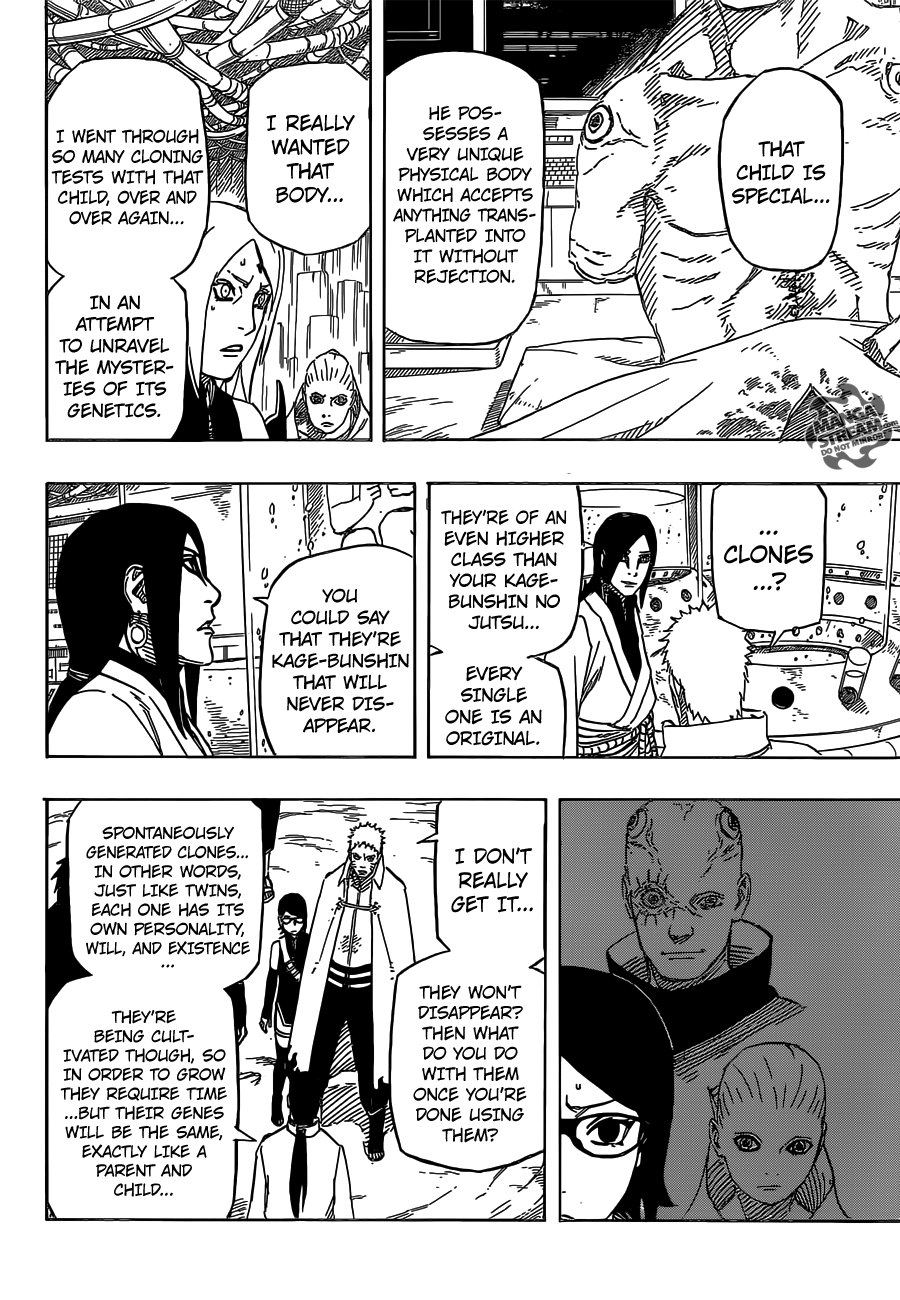 THAT
CHILD IS
SPECIAL...
HE POS-
SESSES A
VERY UNIQUE
PHYSICAL BODY
WHICH ACCEPTS
ANYTHING TRANS-
PLANTED INTO
IT WITHOUT
REJECTION.
I REALLY
WANTED
THAT
BODY...
I WENT THROUGH
SO MANY CLONING
TESTS WITH THAT
CHILD, OVER AND
OVER AGAIN...
IN AN
ATTEMPT
TO UNRAVEL
THE MYSTER-
IES OF ITS
GENETICS.
MANGA
STREAM.COM
DO NOT MIRROR!
...
CLONES
...?
THEY'RE OF AN
EVEN HIGHER
CLASS THAN
YOUR KAGE-
BUNSHIN NO
JUTSU...
EVERY
SINGLE
ONE IS AN
ORIGINAL.
YOU
COULD SAY
THAT THEY'RE
KAGE-BUNSHIN
THAT WILL
NEVER DIS-
APPEAR.
I DON'T
REALLY
GET IT...
THEY WON'T
DISAPPEAR?
THEN WHAT
DO YOU DO
WITH THEM
ONCE YOU'RE
DONE USING
THEM?
SPONTANEOUSLY
GENERATED CLONES...
IN OTHER WORDS,
JUST LIKE TWINS,
EACH ONE HAS ITS
OWN PERSONALITY,
WILL, AND EXISTENCE
...
THEY'RE
BEING CULT-
IVATED THOUGH, SO
IN ORDER TO GROW
THEY REQUIRE TIME
...BUT THEIR GENES
WILL BE THE SAME,
EXACTLY LIKE A
PARENT AND
CHILD...